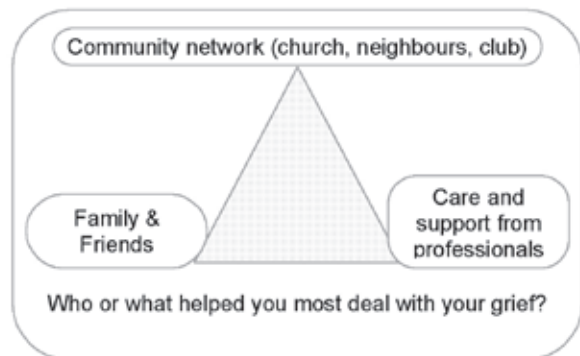 Community network (church, neighbours, club)
Family &
Friends
Care and
support from
professionals
Who or what helped you most deal with your grief?